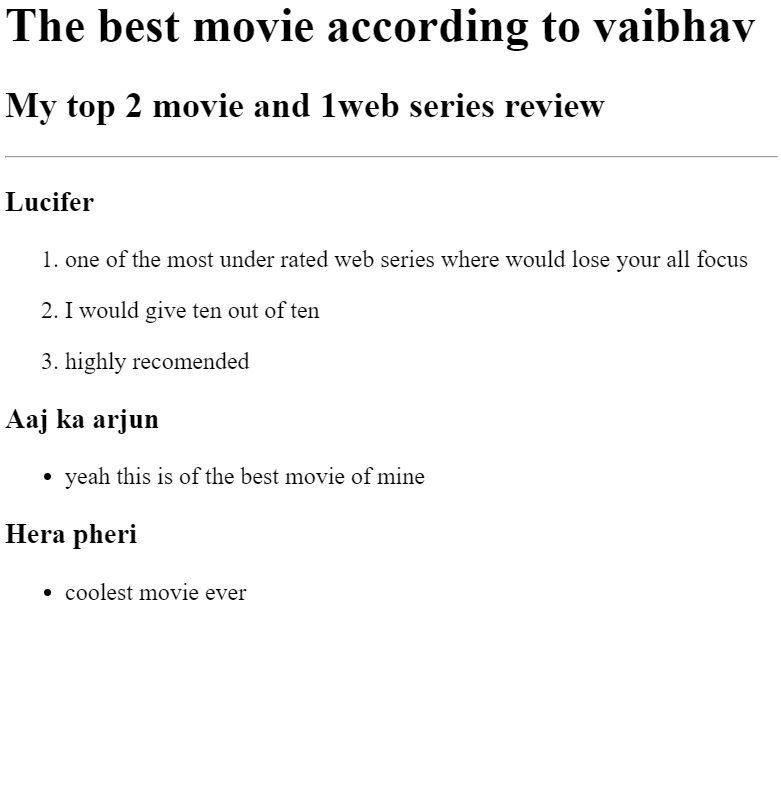 The best movie according to vaibhav
My top 2 movie and 1web series review
Lucifer
1. one of the most under rated web series where would lose your all focus
2. I would give ten out of ten
3. highly recomended
Aaj ka arjun
• yeah this is of the best movie of mine
Hera pheri
• coolest movie ever